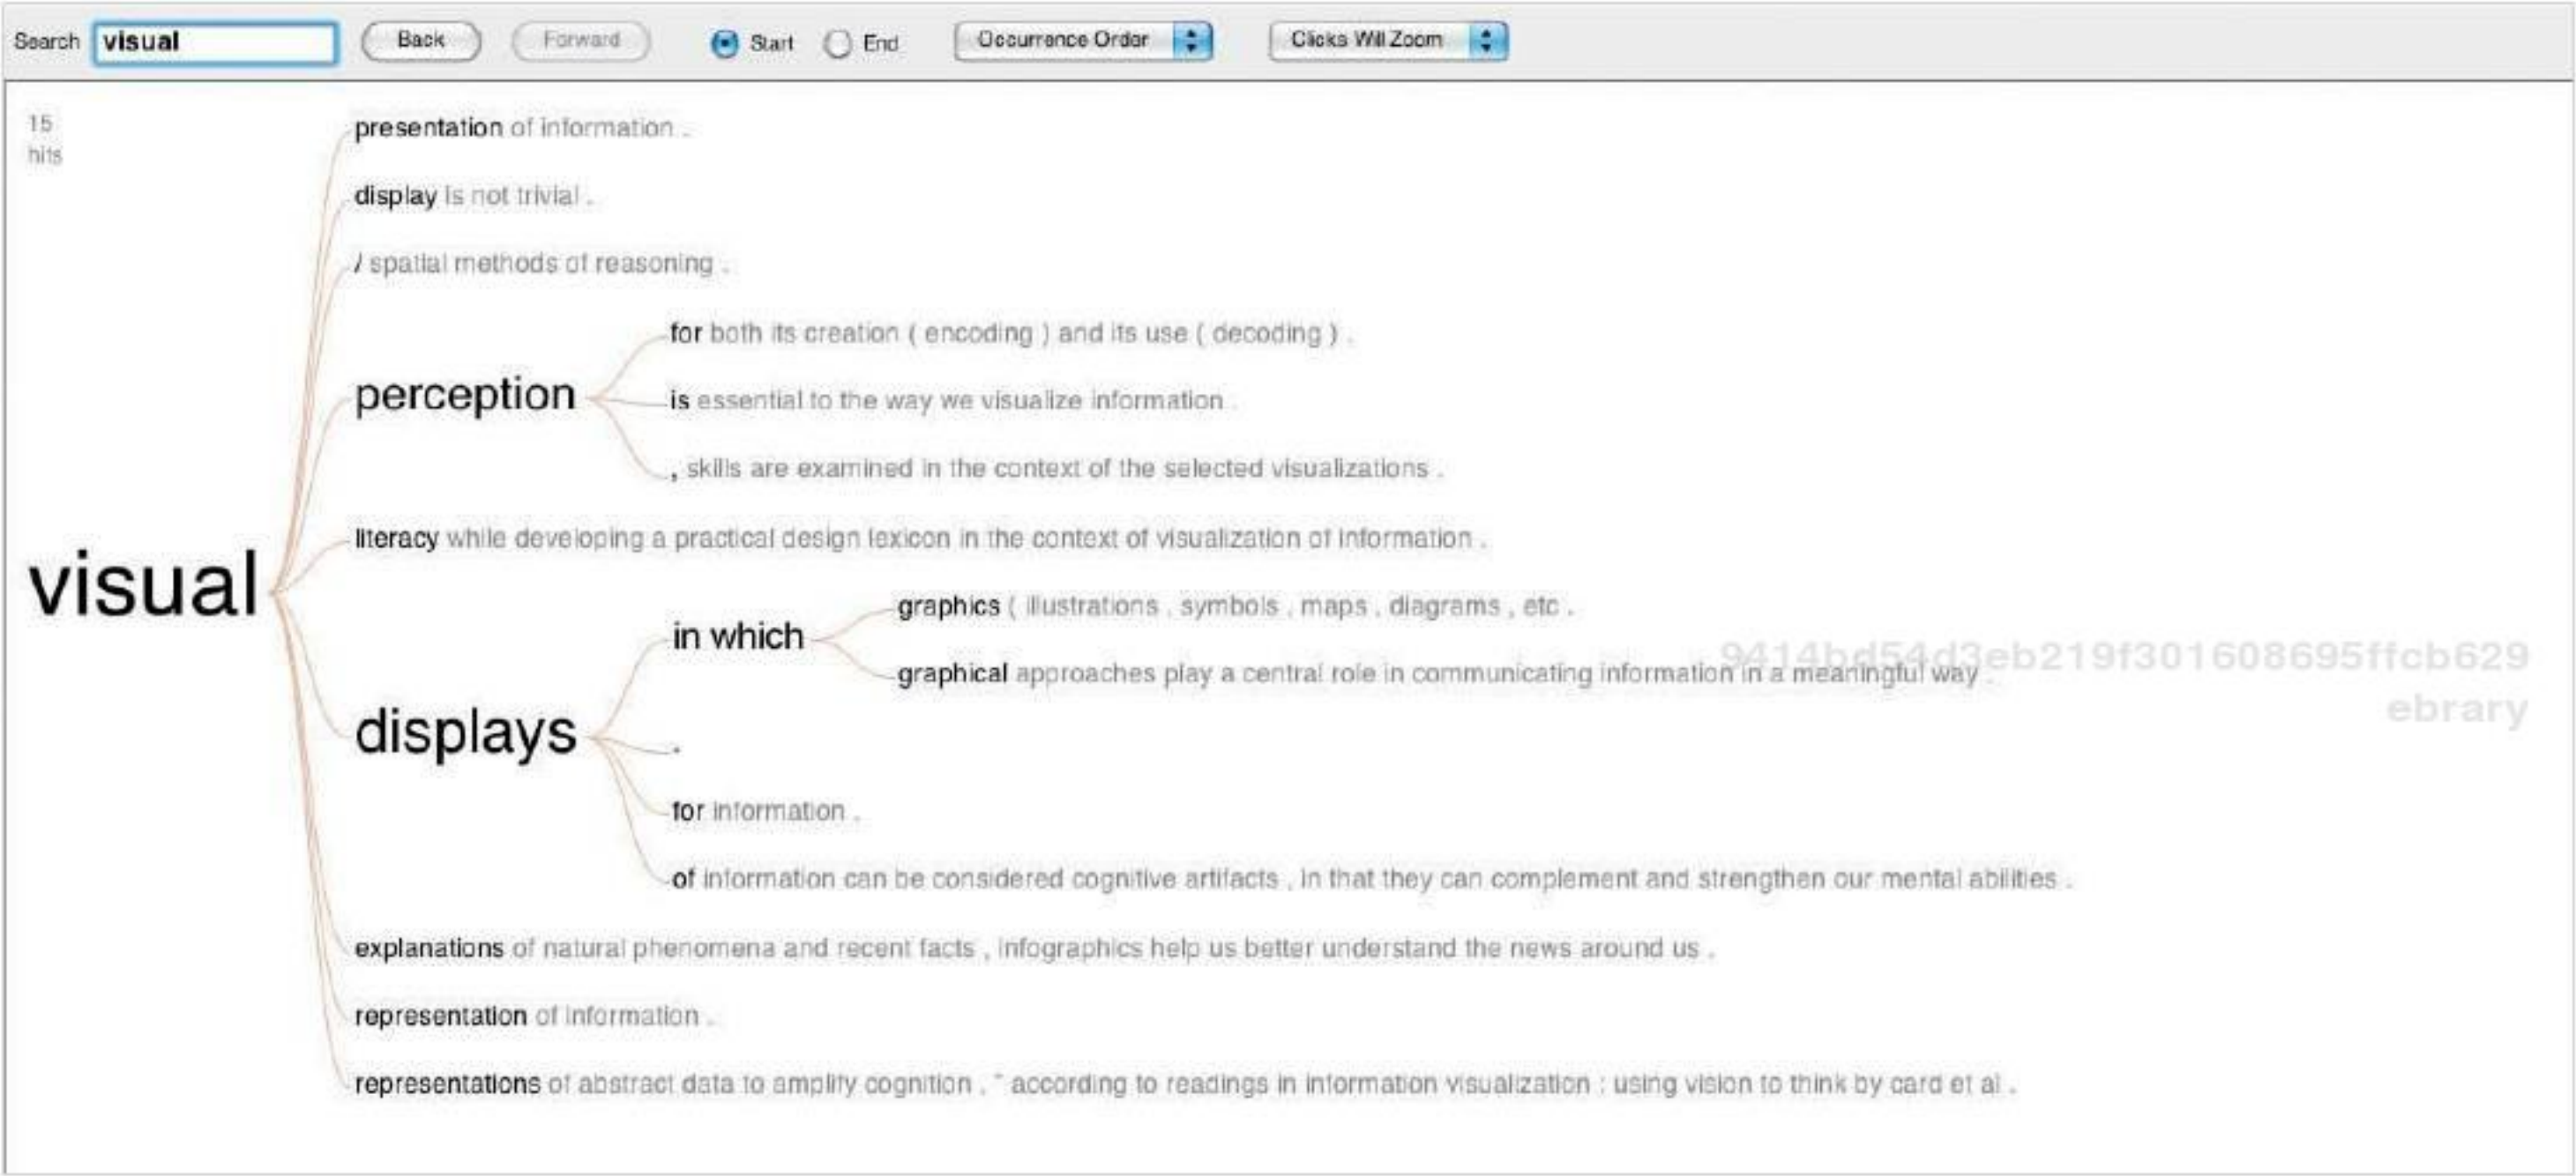 Search visual Back Forward Start End Occurrence Order Clicks Will Zoom
15
hits
presentation of information .
display is not trivial .
/ spatial methods of reasoning .
for both its creation ( encoding ) and its use ( decoding ) .
perception
is essential to the way we visualize information .
, skills are examined in the context of the selected visualizations .
literacy while developing a practical design lexicon in the context of visualization of information .
visual
graphics ( illustrations , symbols , maps , diagrams , etc .
in which
graphical approaches play a central role in communicating information in a meaningful way .
9414bd54d3eb219f301608695ffcb629
ebrary
displays
.
for information .
of information can be considered cognitive artifacts , in that they can complement and strengthen our mental abilities .
explanations of natural phenomena and recent facts , infographics help us better understand the news around us .
representation of information .
representations of abstract data to amplify cognition , " according to readings in information visualization : using vision to think by card et al .